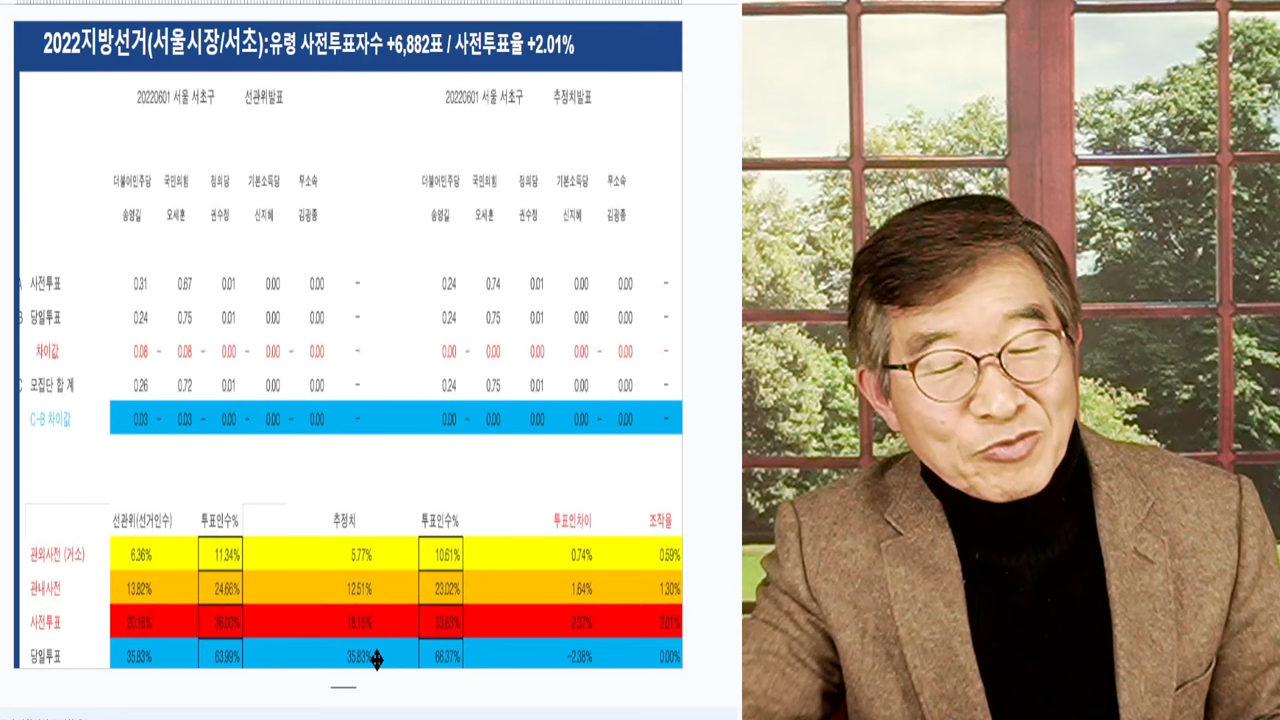 2022지방선거(서울시장/서초):유령 사전투표자수 +6,882표 / 사전투표율 +2.01%
20220601 서울 서초구 선관위발표 20220601 서울 서초구 추정치발표
더불어민주당 국민의힘 정의당 기본소득당 무소속 더불어민주당 국민의힘 정의당 기본소득당 무소속
송영길 오세훈 권수정 신지혜 김광종 송영길 오세훈 권수정 신지혜 김광종
사전투표 0.31 0.67 0.01 0.00 0.00 - 0.24 0.74 0.01 0.00 0.00 -
당일투표 0.24 0.75 0.01 0.00 0.00 - 0.24 0.75 0.01 0.00 0.00 -
차이값 0.08 - 0.08 - 0.00 - 0.00 - 0.00 - 0.00 - 0.00 0.00 0.00 - 0.00 -
모집단 합 계 0.26 0.72 0.01 0.00 0.00 - 0.24 0.75 0.01 0.00 0.00 -
C-B 차이값 0.03 - 0.03 - 0.00 - 0.00 - 0.00 - 0.00 - 0.00 0.00 0.00 - 0.00 -
선관위(선거인수) 투표인수% 추정치 투표인수% 투표인차이 조작율
관외사전 (거소) 6.36% 11.34% 5.77% 10.61% 0.74% 0.59%
관내사전 13.82% 24.66% 12.51% 23.02% 1.64% 1.30%
사전투표 20.16% 36.00% 18.15% 33.63% 2.37% 2.01%
당일투표 35.83% 63.99% 35.83% 66.37% -2.38% 0.00%